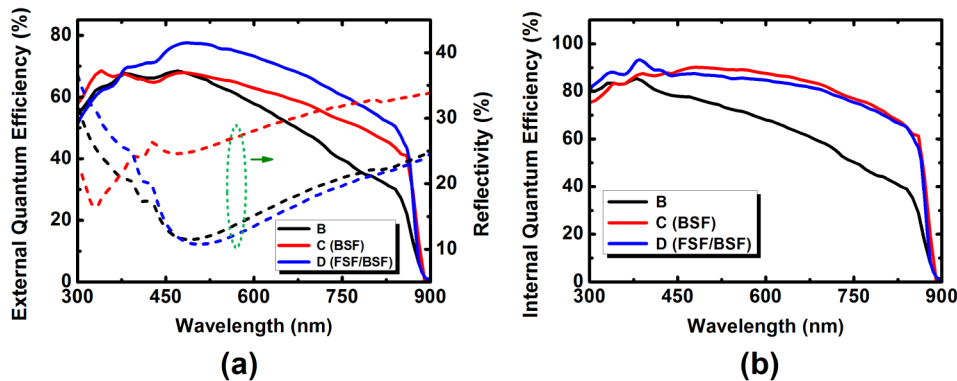 External Quantum Efficiency (%)
80
60
40
20
0
300
450
600
750
900
Wavelength (nm)
40
30
20
10
Reflectivity (%)
B
C (BSF)
D (FSF/BSF)
(a)
Internal Quantum Efficiency (%)
100
80
60
40
20
0
300
450
600
750
900
Wavelength (nm)
B
C (BSF)
D (FSF/BSF)
(b)